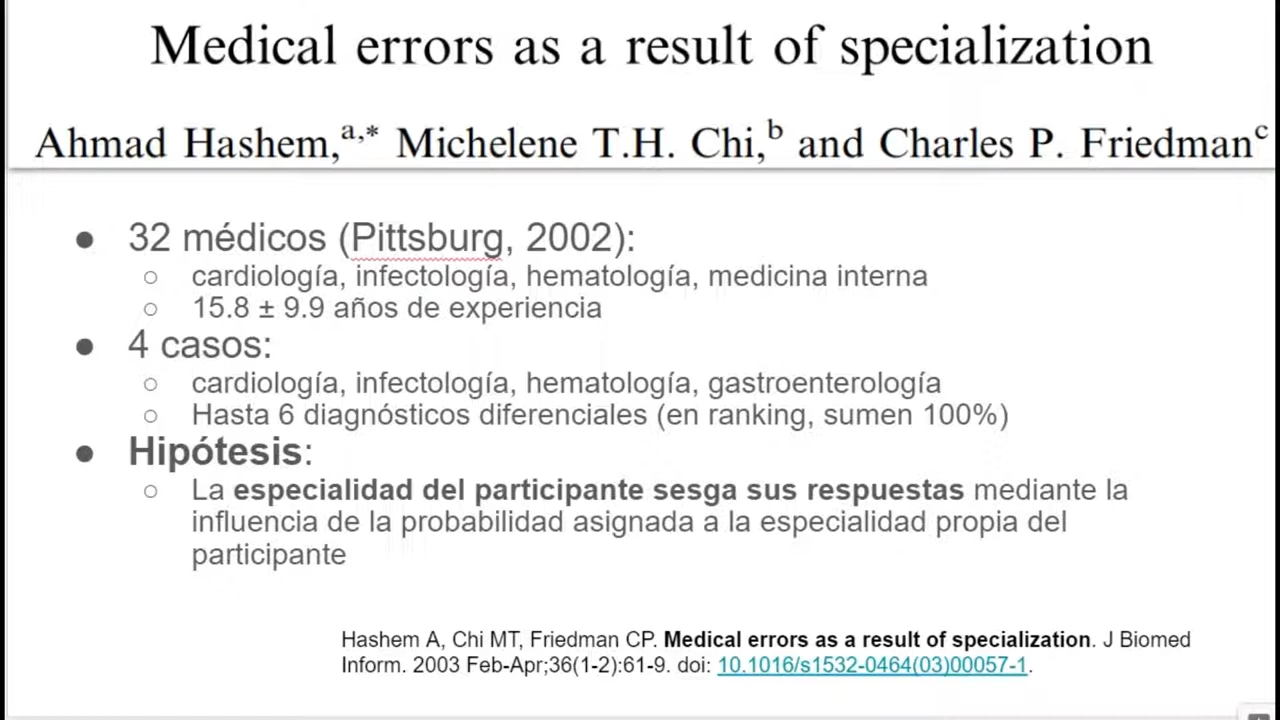 Medical errors as a result of specialization
Ahmad Hashem,a,* Michelene T.H. Chi,b and Charles P. Friedmanc
● 32 médicos (Pittsburg, 2002):
○ cardiología, infectología, hematología, medicina interna
○ 15.8 ± 9.9 años de experiencia
● 4 casos:
○ cardiología, infectología, hematología, gastroenterología
○ Hasta 6 diagnósticos diferenciales (en ranking, sumen 100%)
● Hipótesis:
○ La especialidad del participante sesga sus respuestas mediante la
influencia de la probabilidad asignada a la especialidad propia del
participante
Hashem A, Chi MT, Friedman CP. Medical errors as a result of specialization. J Biomed
Inform. 2003 Feb-Apr;36(1-2):61-9. doi: 10.1016/s1532-0464(03)00057-1.